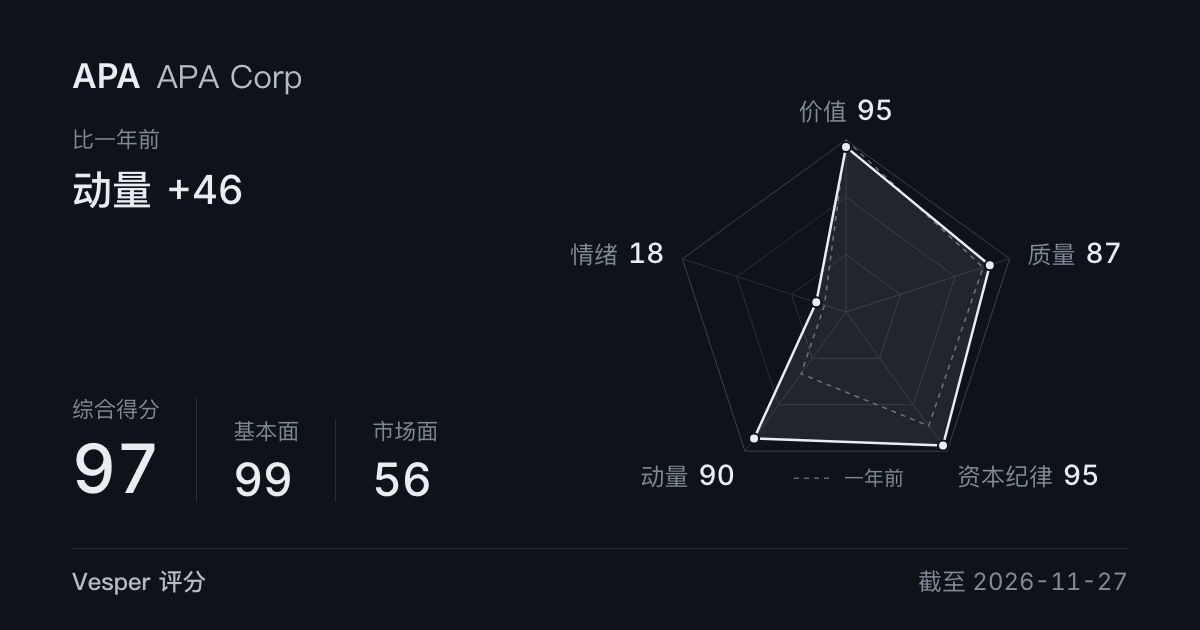 APA APA Corp
比一年前
动量 +46
价值 95
质量 87
情绪 18
动量 90
一年前
资本纪律 95
综合得分
97
基本面
99
市场面
56
Vesper 评分
截至 2026-11-27